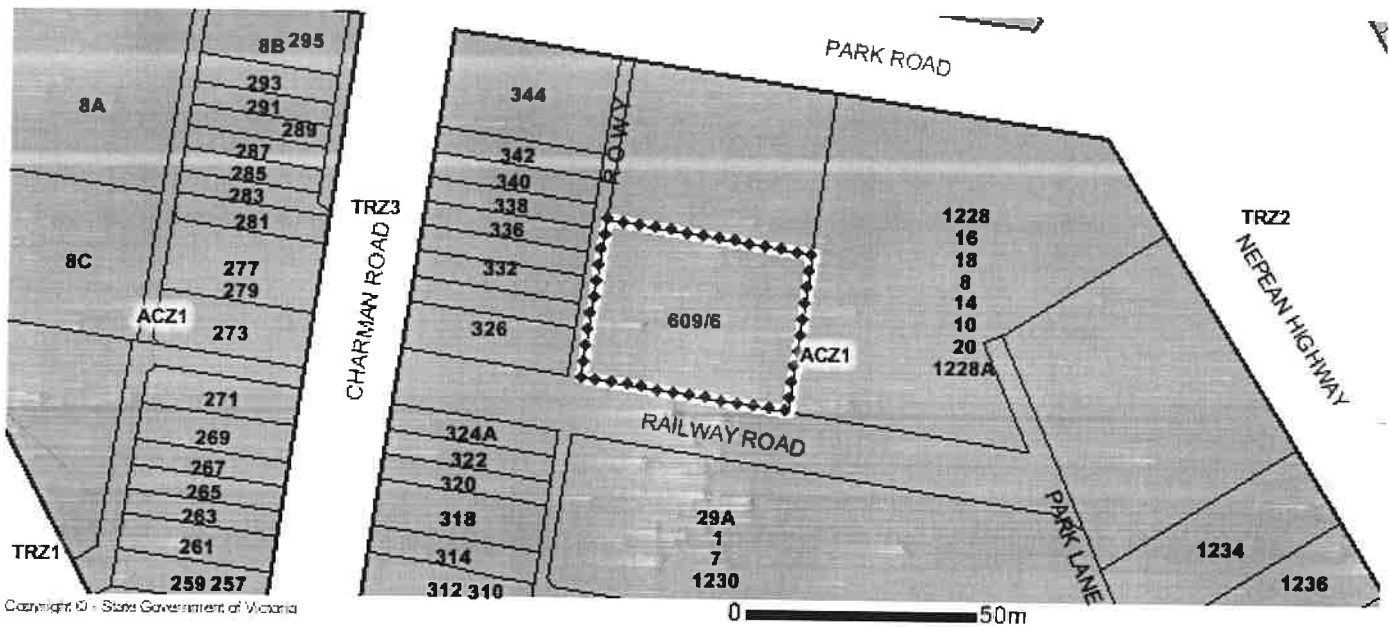 8B 295
293
291
289
287
285
283
281
277
279
273
8A
8C
ACZ1
271
269
267
265
263
261
259 257
TRZ1
TRZ3
CHARMAN ROAD
344
342
340
338
336
332
326
R O W Y
609/6
ACZ1
RAILWAY ROAD
324A
322
320
318
314
312 310
29A
1
7
1230
PARK ROAD
1228
16
18
8
14
10
20
1228A
TRZ2
NEPEAN HIGHWAY
PARK LANE
1234
1236
Copyright © - State Government of Victoria
0 50m